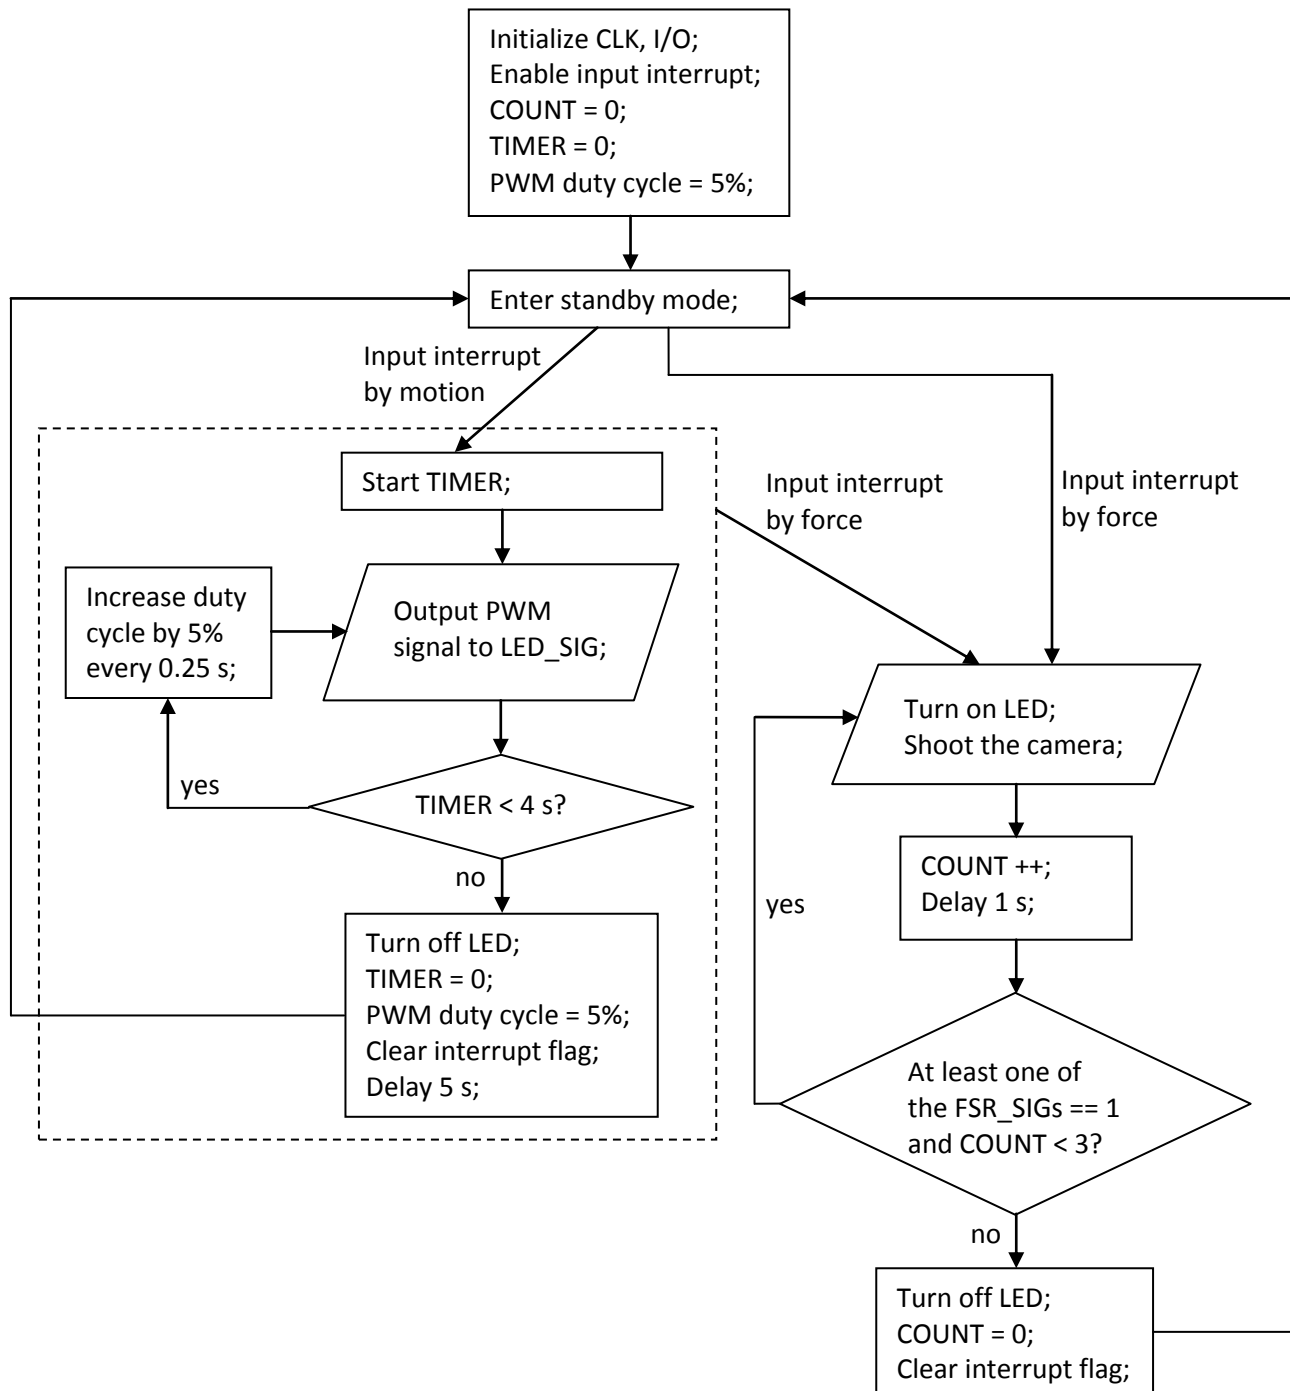 Initialize CLK, I/O;
Enable input interrupt;
COUNT = 0;
TIMER = 0;
PWM duty cycle = 5%;
Enter standby mode;
Input interrupt
by motion
Start TIMER;
Input interrupt
by force
Input interrupt
by force
Increase duty
cycle by 5%
every 0.25 s;
Output PWM
signal to LED_SIG;
Turn on LED;
Shoot the camera;
yes
TIMER < 4 s?
no
COUNT ++;
Delay 1 s;
yes
Turn off LED;
TIMER = 0;
PWM duty cycle = 5%;
Clear interrupt flag;
Delay 5 s;
At least one of
the FSR_SIGs == 1
and COUNT < 3?
no
Turn off LED;
COUNT = 0;
Clear interrupt flag;